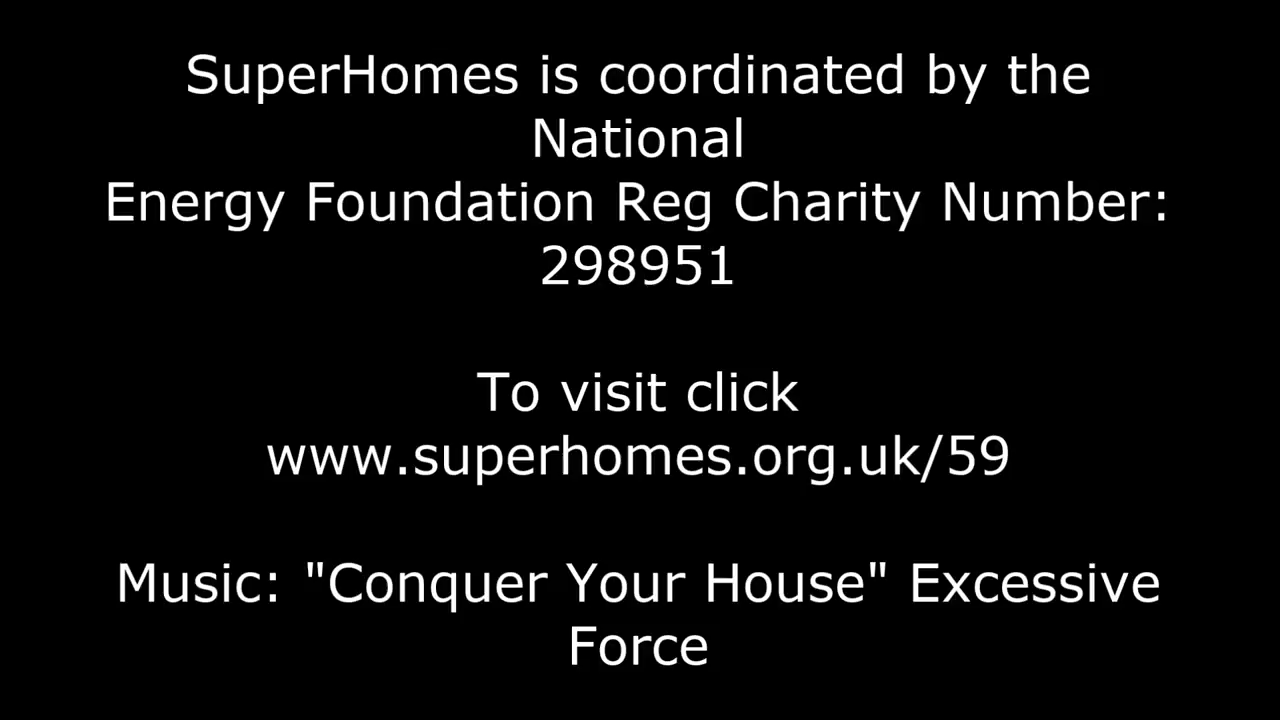 SuperHomes is coordinated by the
National
Energy Foundation Reg Charity Number:
298951
To visit click
www.superhomes.org.uk/59
Music: "Conquer Your House" Excessive
Force